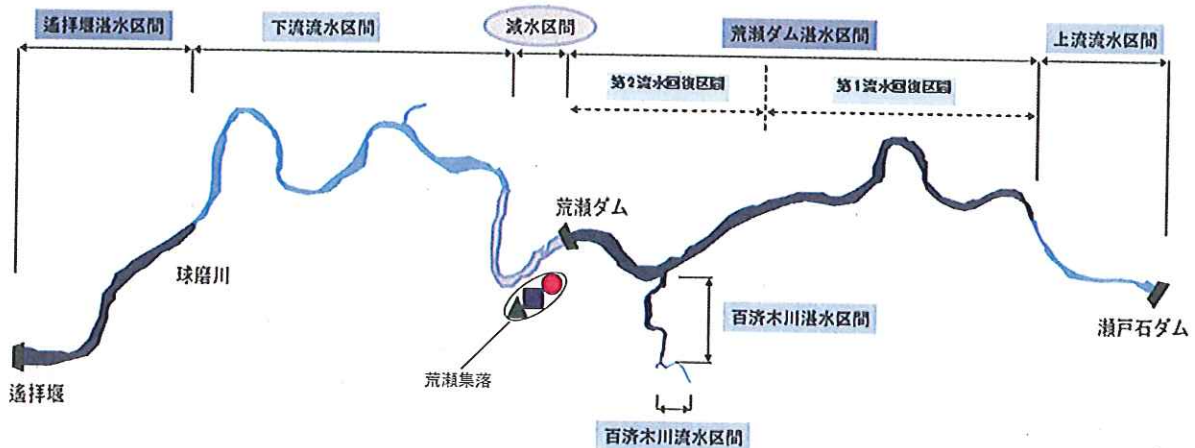 遙拝堰湛水区間
下流流水区間
減水区間
荒瀬ダム湛水区間
上流流水区間
第2流水回復区間
第1流水回復区間
荒瀬ダム
球磨川
百済木川湛水区間
瀬戸石ダム
荒瀬集落
遙拝堰
百済木川流水区間